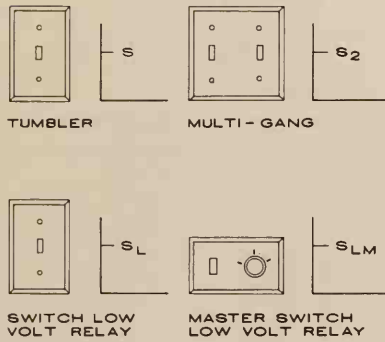 S
S2
TUMBLER
MULTI-GANG
SL
SLM
SWITCH LOW
VOLT RELAY
MASTER SWITCH
LOW VOLT RELAY